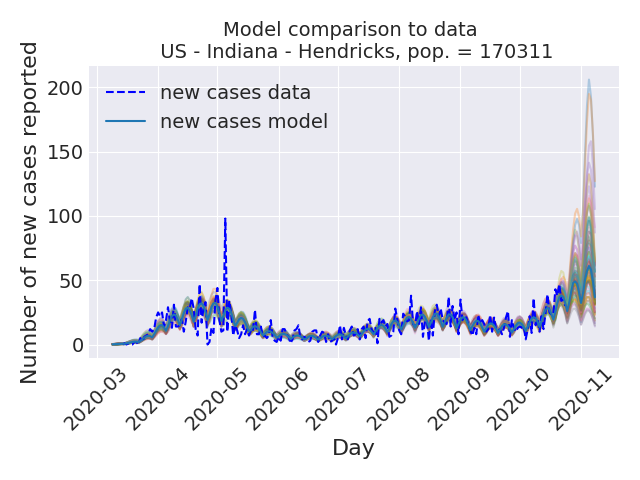 Model comparison to data
US - Indiana - Hendricks, pop. = 170311
Number of new cases reported
200
150
100
50
0
new cases data
new cases model
2020-03
2020-04
2020-05
2020-06
2020-07
2020-08
2020-09
2020-10
2020-11
Day